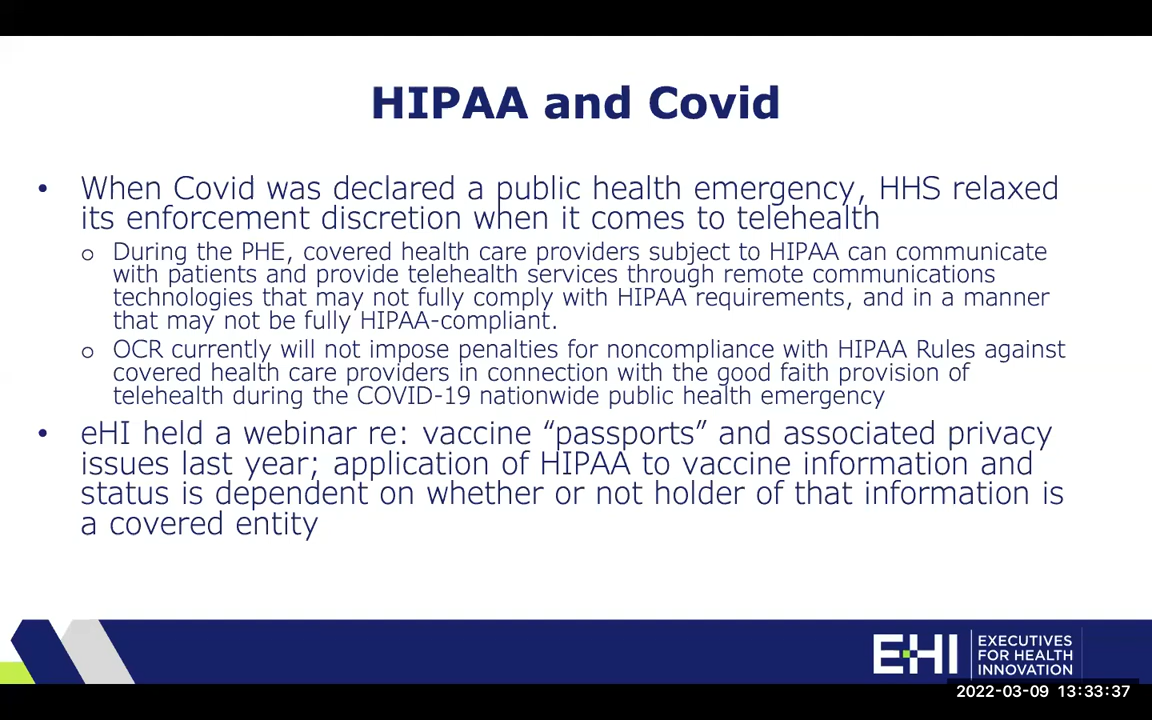 HIPAA and Covid
• When Covid was declared a public health emergency, HHS relaxed
its enforcement discretion when it comes to telehealth
o During the PHE, covered health care providers subject to HIPAA can communicate
with patients and provide telehealth services through remote communications
technologies that may not fully comply with HIPAA requirements, and in a manner
that may not be fully HIPAA-compliant.
o OCR currently will not impose penalties for noncompliance with HIPAA Rules against
covered health care providers in connection with the good faith provision of
telehealth during the COVID-19 nationwide public health emergency
• eHI held a webinar re: vaccine “passports” and associated privacy
issues last year; application of HIPAA to vaccine information and
status is dependent on whether or not holder of that information is
a covered entity
EHI
EXECUTIVES
FOR HEALTH
INNOVATION
2022-03-09 13:33:37